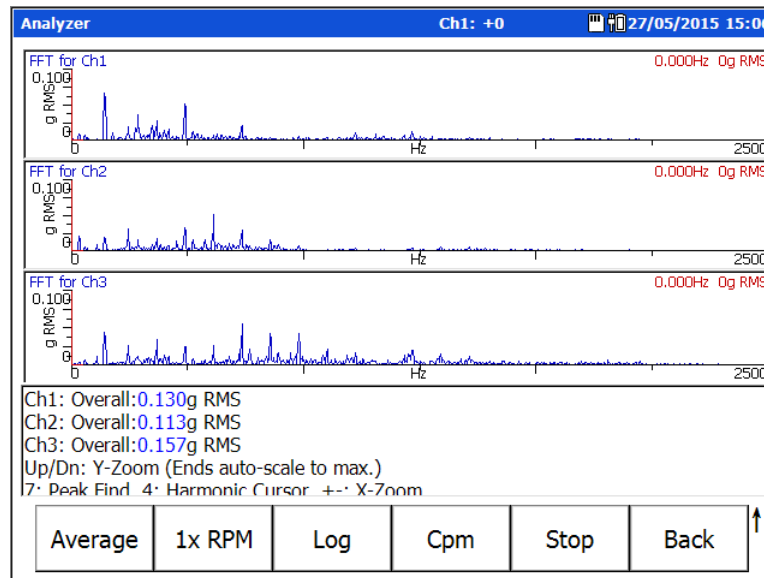 Analyzer Ch1: +0 27/05/2015 15:06
FFT for Ch1 0.000Hz 0g RMS
0.100
g RMS
0
0 Hz 2500
FFT for Ch2 0.000Hz 0g RMS
0.100
g RMS
0
0 Hz 2500
FFT for Ch3 0.000Hz 0g RMS
0.100
g RMS
0
0 Hz 2500
Ch1: Overall:0.130g RMS
Ch2: Overall:0.113g RMS
Ch3: Overall:0.157g RMS
Up/Dn: Y-Zoom (Ends auto-scale to max.)
7: Peak Find 4: Harmonic Cursor +-: X-Zoom
Average 1x RPM Log Cpm Stop Back